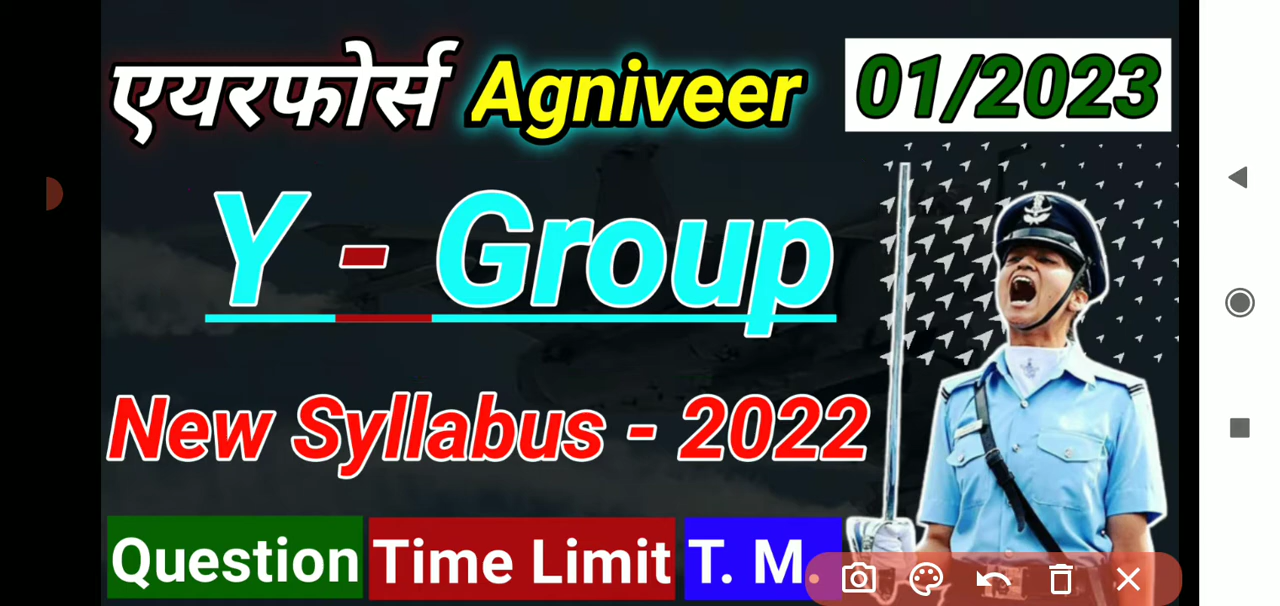 एयरफोर्स Agniveer 01/2023
Y - Group
New Syllabus - 2022
Question Time Limit T. M.